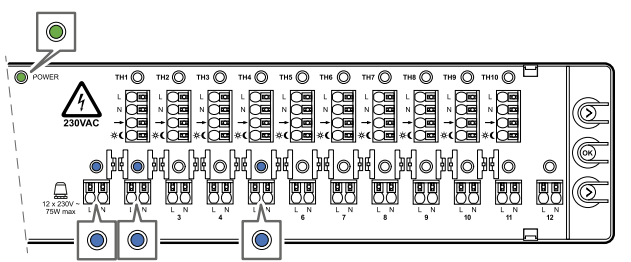 POWER TH1 TH2 TH3 TH4 TH5 TH6 TH7 TH8 TH9 TH10
L
N
230VAC
OK
12 x 230V ~
75W max
L N L N L N L N L N L N L N L N L N L N L N L N
3 4 6 7 8 9 10 11 12